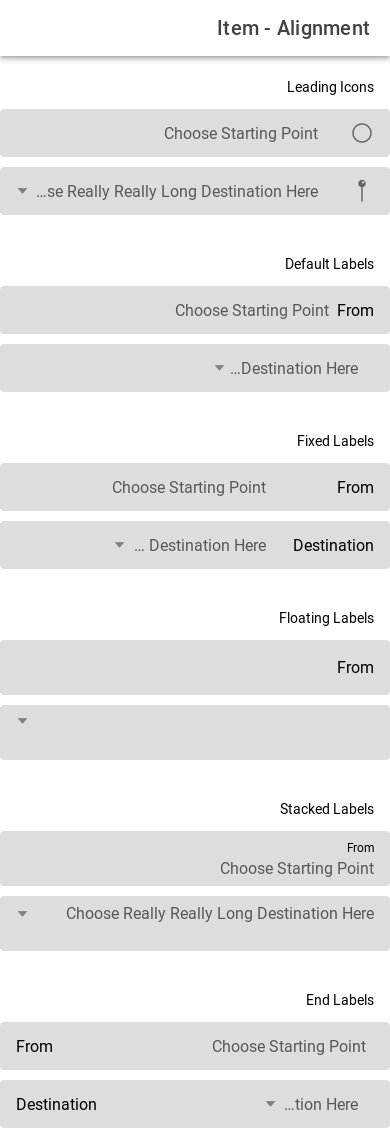 Item - Alignment
Leading Icons
Choose Starting Point
...se Really Really Long Destination Here
Default Labels
From Choose Starting Point
...Destination Here
Fixed Labels
From Choose Starting Point
Destination ... Destination Here
Floating Labels
From
Stacked Labels
From
Choose Starting Point
Choose Really Really Long Destination Here
End Labels
Choose Starting Point From
...tion Here Destination